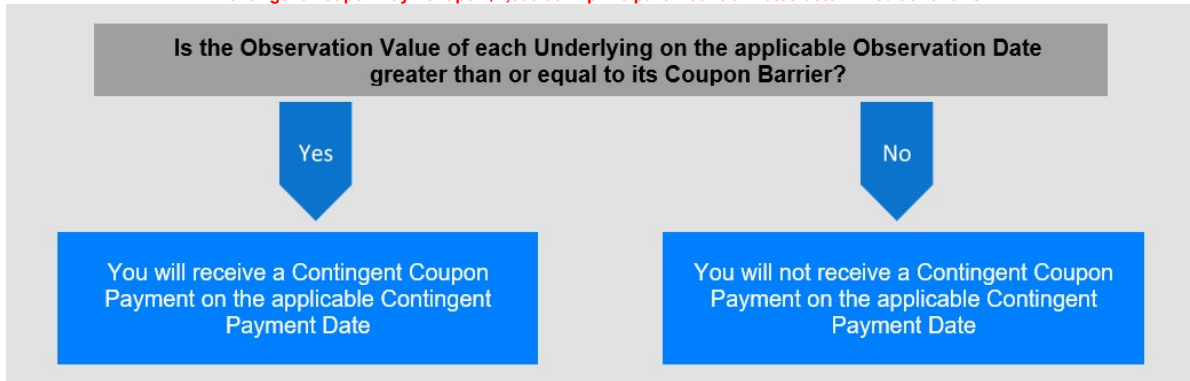 Is the Observation Value of each Underlying on the applicable Observation Date
greater than or equal to its Coupon Barrier?
Yes
No
You will receive a Contingent Coupon
Payment on the applicable Contingent
Payment Date
You will not receive a Contingent Coupon
Payment on the applicable Contingent
Payment Date